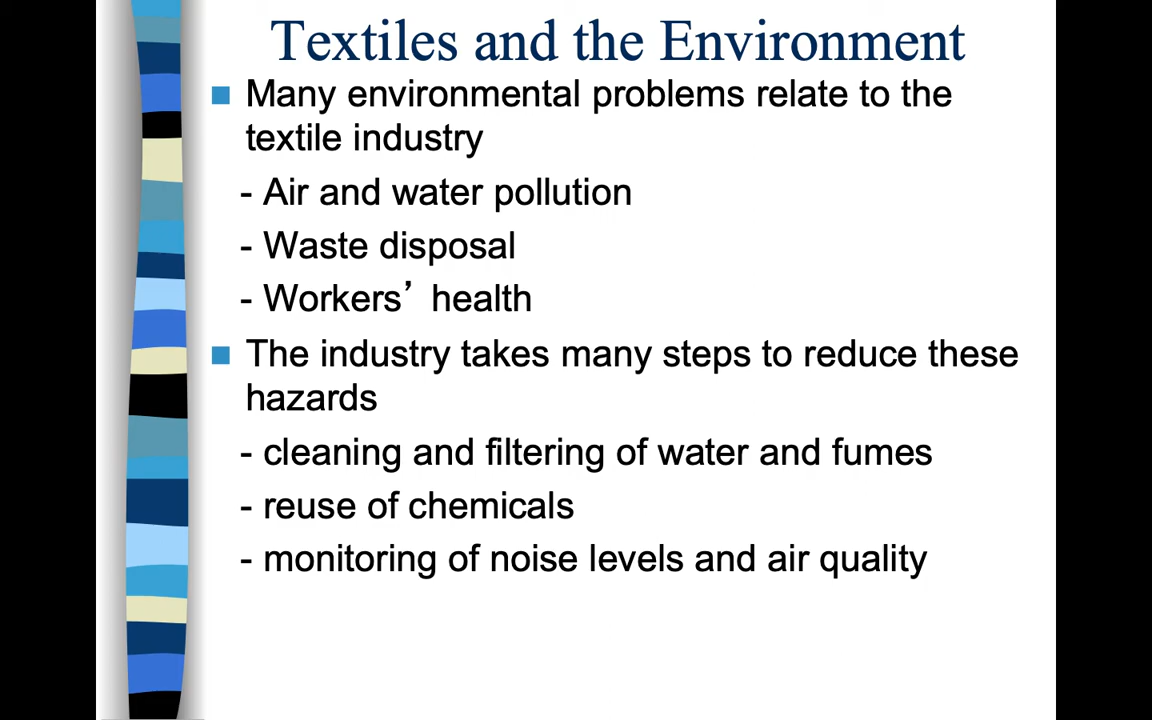 Textiles and the Environment
Many environmental problems relate to the
textile industry
- Air and water pollution
- Waste disposal
- Workers’ health
The industry takes many steps to reduce these
hazards
- cleaning and filtering of water and fumes
- reuse of chemicals
- monitoring of noise levels and air quality